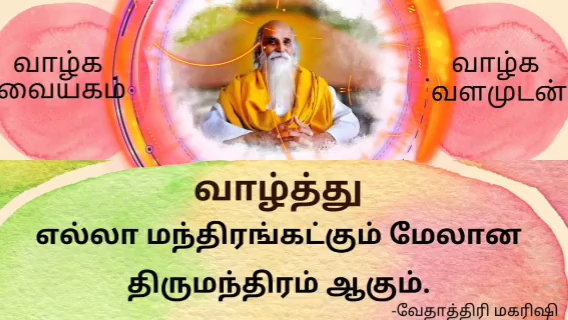 வாழ்க வையகம்
வாழ்க வளமுடன்
வாழ்த்து
எல்லா மந்திரங்கட்கும் மேலான
திருமந்திரம் ஆகும்.
-வேதாத்திரி மகரிஷி